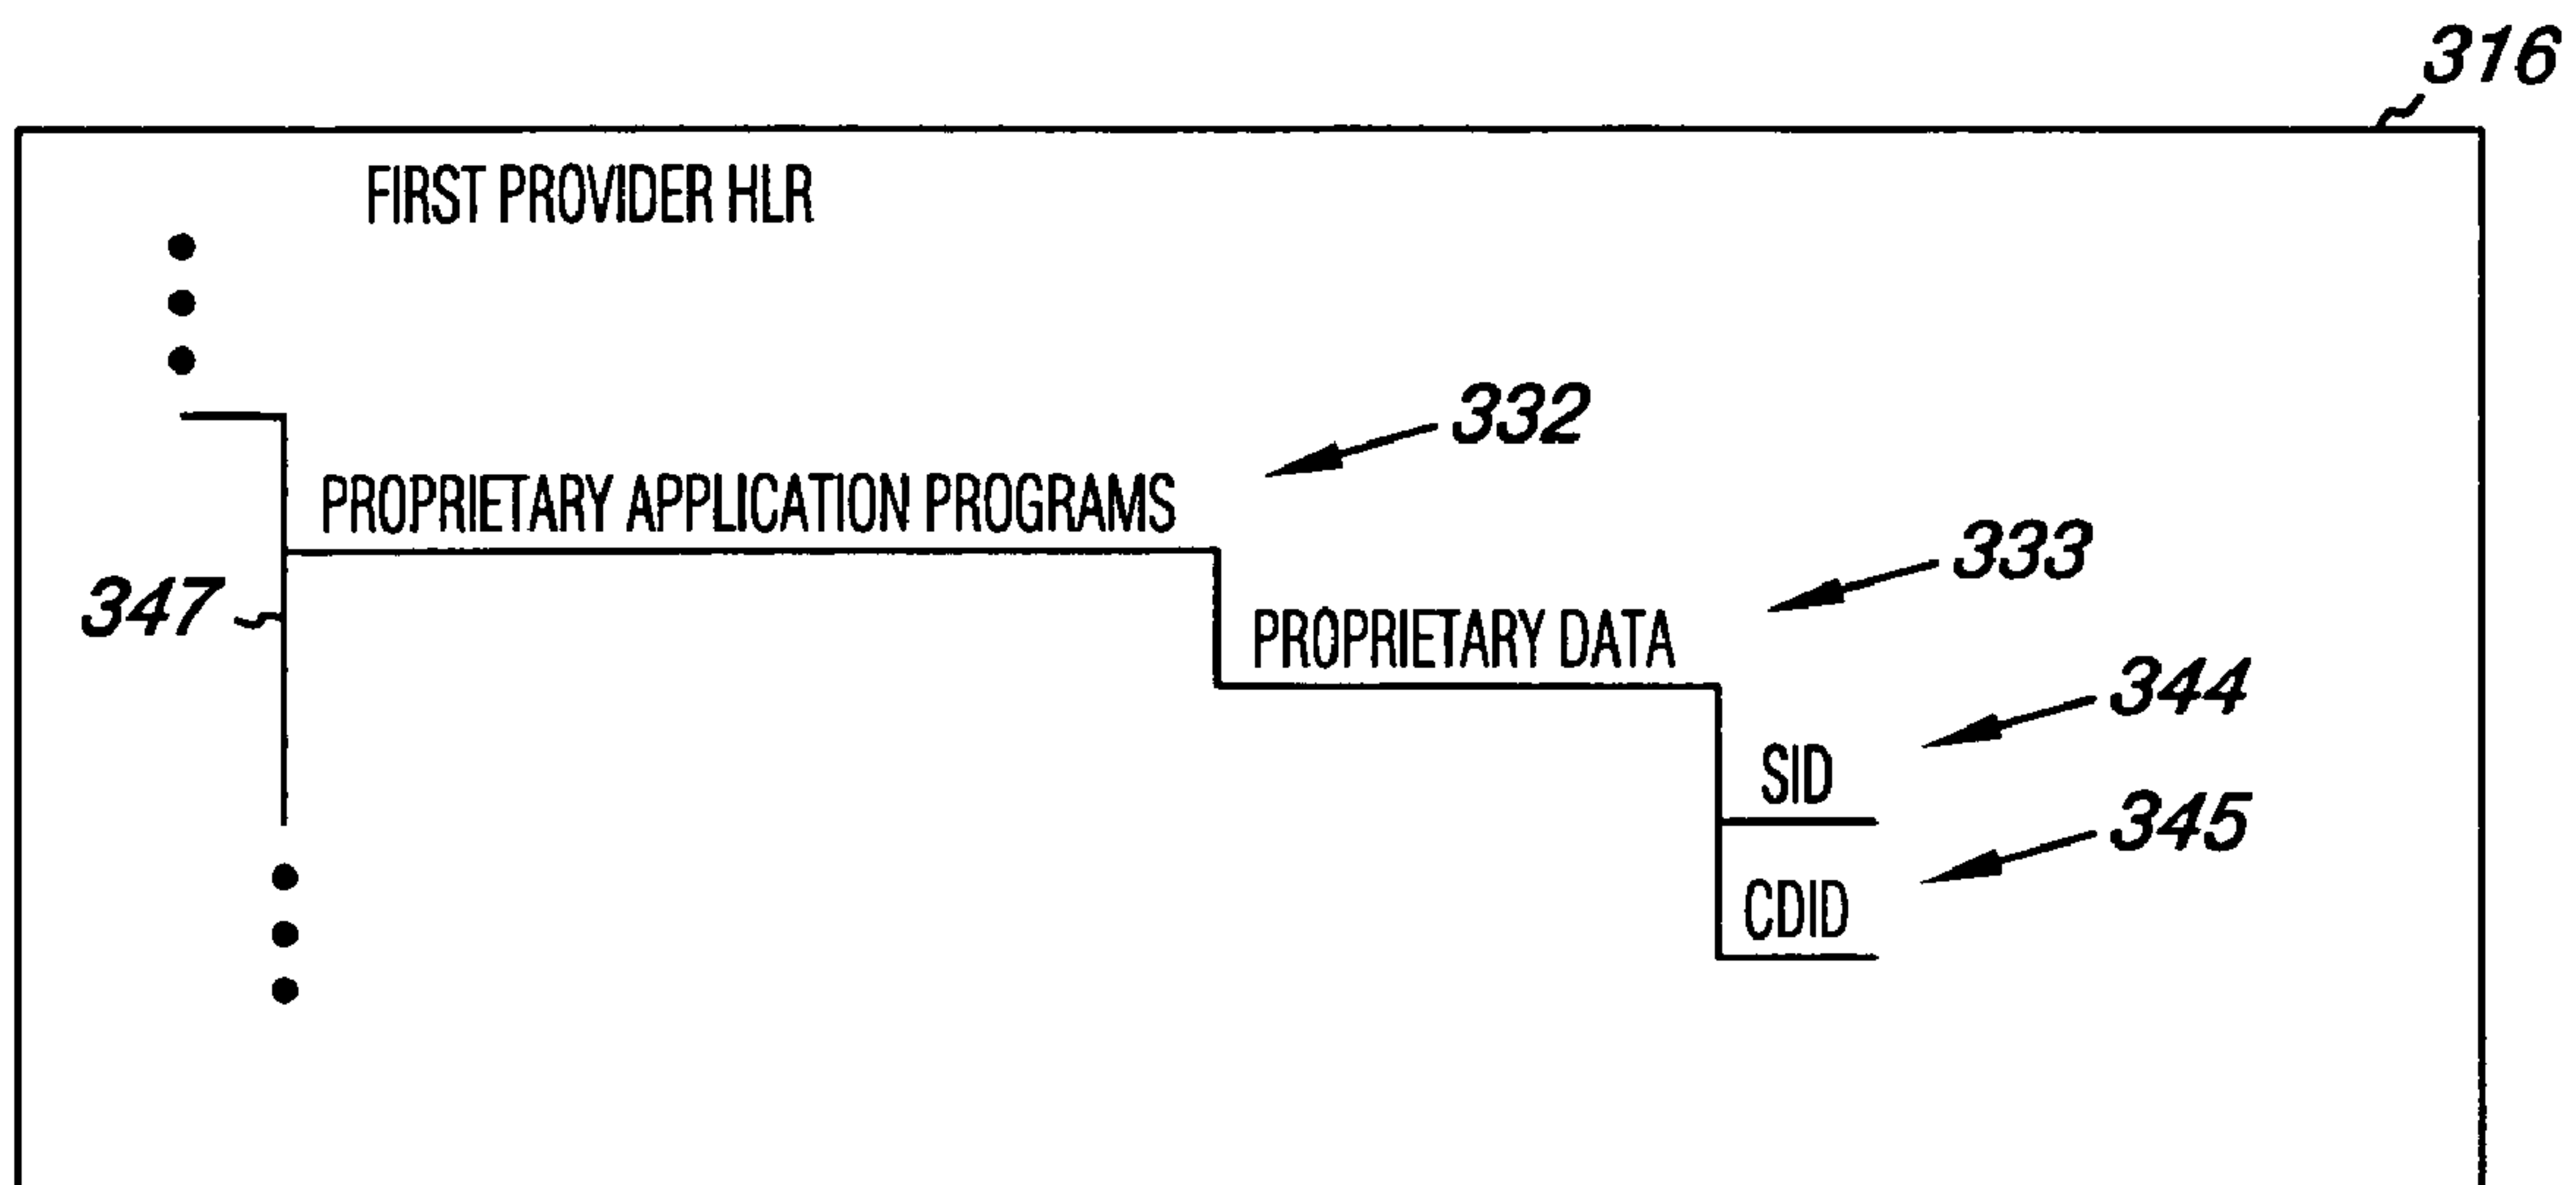 316
FIRST PROVIDER HLR
332
PROPRIETARY APPLICATION PROGRAMS
333
347
PROPRIETARY DATA
344
SID
345
CDID